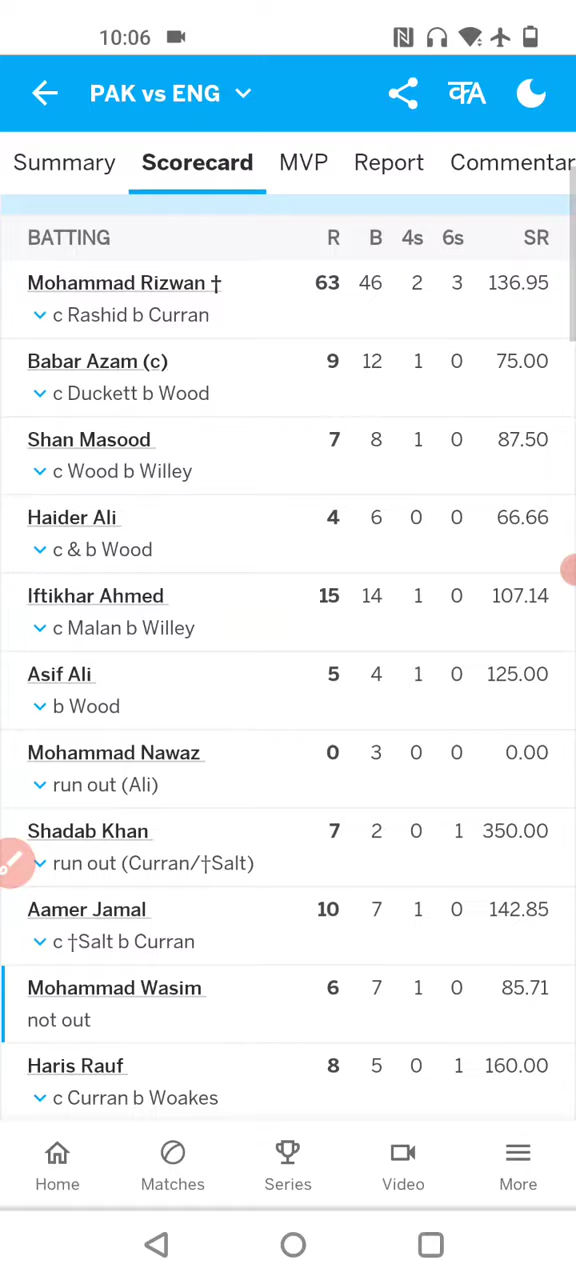 10:06
PAK vs ENG
Summary Scorecard MVP Report Commentar
BATTING R B 4s 6s SR
Mohammad Rizwan † 63 46 2 3 136.95
c Rashid b Curran
Babar Azam (c) 9 12 1 0 75.00
c Duckett b Wood
Shan Masood 7 8 1 0 87.50
c Wood b Willey
Haider Ali 4 6 0 0 66.66
c & b Wood
Iftikhar Ahmed 15 14 1 0 107.14
c Malan b Willey
Asif Ali 5 4 1 0 125.00
b Wood
Mohammad Nawaz 0 3 0 0 0.00
run out (Ali)
Shadab Khan 7 2 0 1 350.00
run out (Curran/†Salt)
Aamer Jamal 10 7 1 0 142.85
c †Salt b Curran
Mohammad Wasim 6 7 1 0 85.71
not out
Haris Rauf 8 5 0 1 160.00
c Curran b Woakes
Home Matches Series Video More